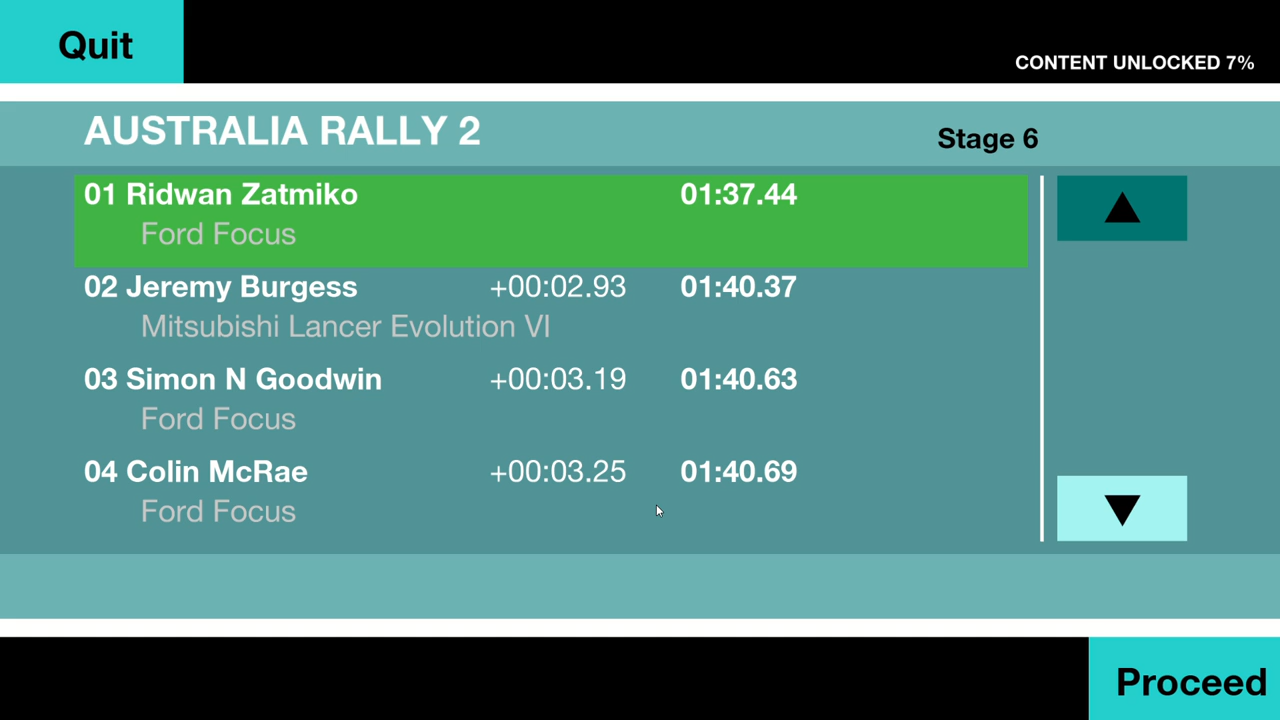 Quit
CONTENT UNLOCKED 7%
AUSTRALIA RALLY 2 Stage 6
01 Ridwan Zatmiko 01:37.44
Ford Focus
02 Jeremy Burgess +00:02.93 01:40.37
Mitsubishi Lancer Evolution VI
03 Simon N Goodwin +00:03.19 01:40.63
Ford Focus
04 Colin McRae +00:03.25 01:40.69
Ford Focus
Proceed